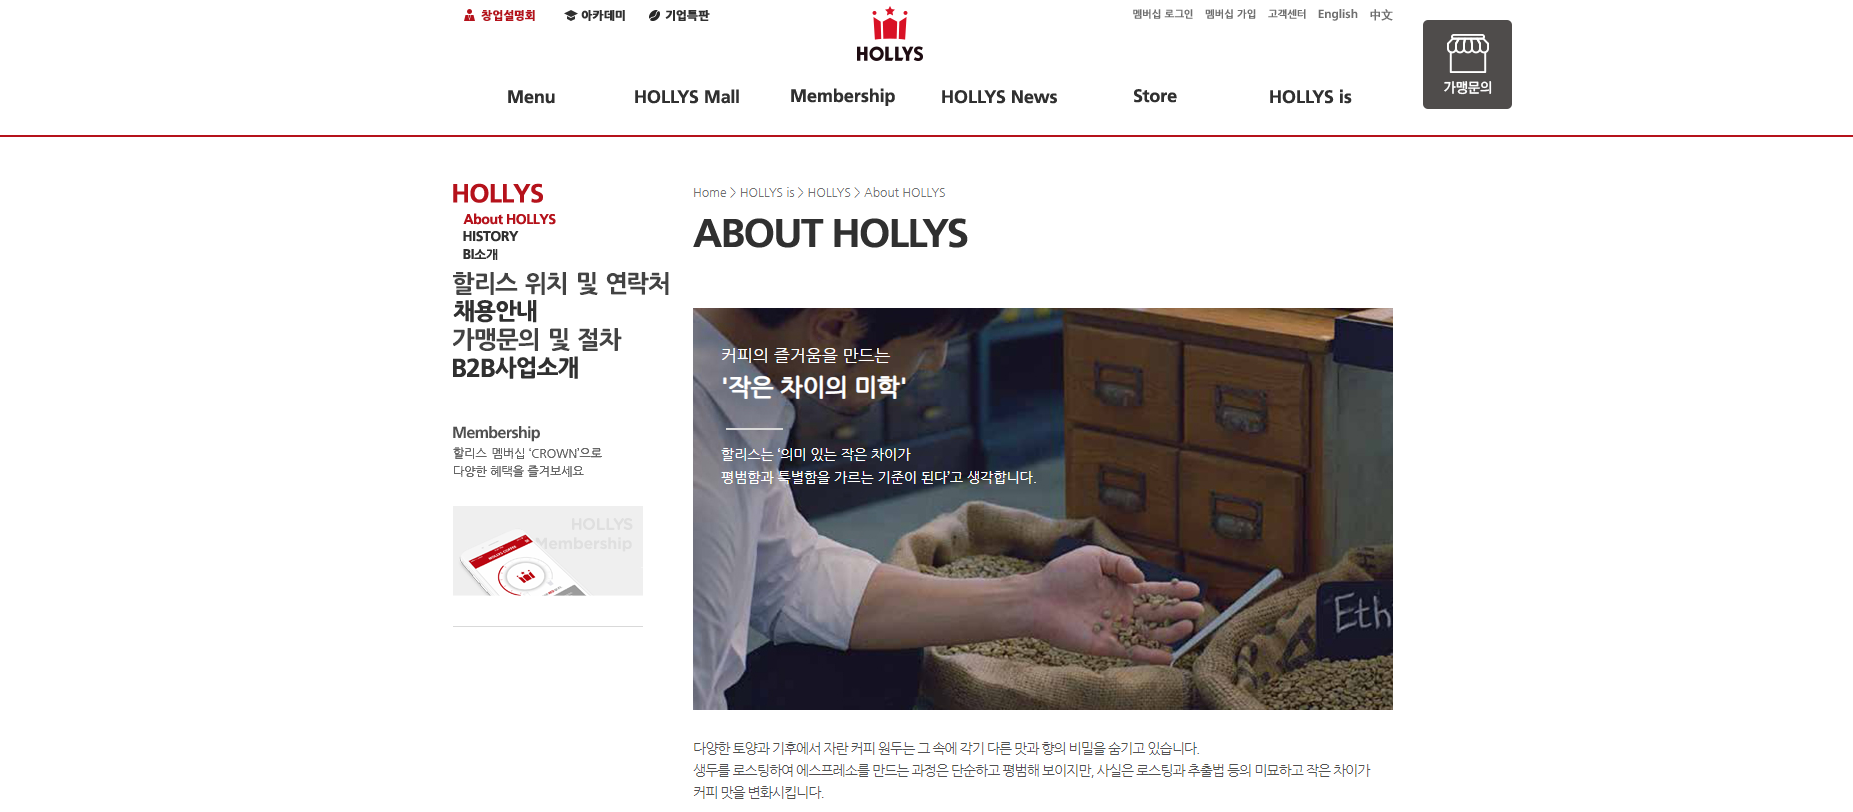 창업설명회 아카데미 기업특판
HOLLYS
멤버십 로그인 멤버십 가입 고객센터 English 中文
가맹문의
Menu HOLLYS Mall Membership HOLLYS News Store HOLLYS is
HOLLYS
About HOLLYS
HISTORY
BI소개
할리스 위치 및 연락처
채용안내
가맹문의 및 절차
B2B사업소개
Membership
할리스 멤버십 ‘CROWN’으로
다양한 혜택을 즐겨보세요
HOLLYS
Membership
HOLLYS COFFEE
Home > HOLLYS is > HOLLYS > About HOLLYS
ABOUT HOLLYS
커피의 즐거움을 만드는
'작은 차이의 미학'
할리스는 ‘의미 있는 작은 차이가
평범함과 특별함을 가르는 기준이 된다’고 생각합니다.
Eth
다양한 토양과 기후에서 자란 커피 원두는 그 속에 각기 다른 맛과 향의 비밀을 숨기고 있습니다.
생두를 로스팅하여 에스프레소를 만드는 과정은 단순하고 평범해 보이지만, 사실은 로스팅과 추출법 등의 미묘하고 작은 차이가
커피 맛을 변화시킵니다.